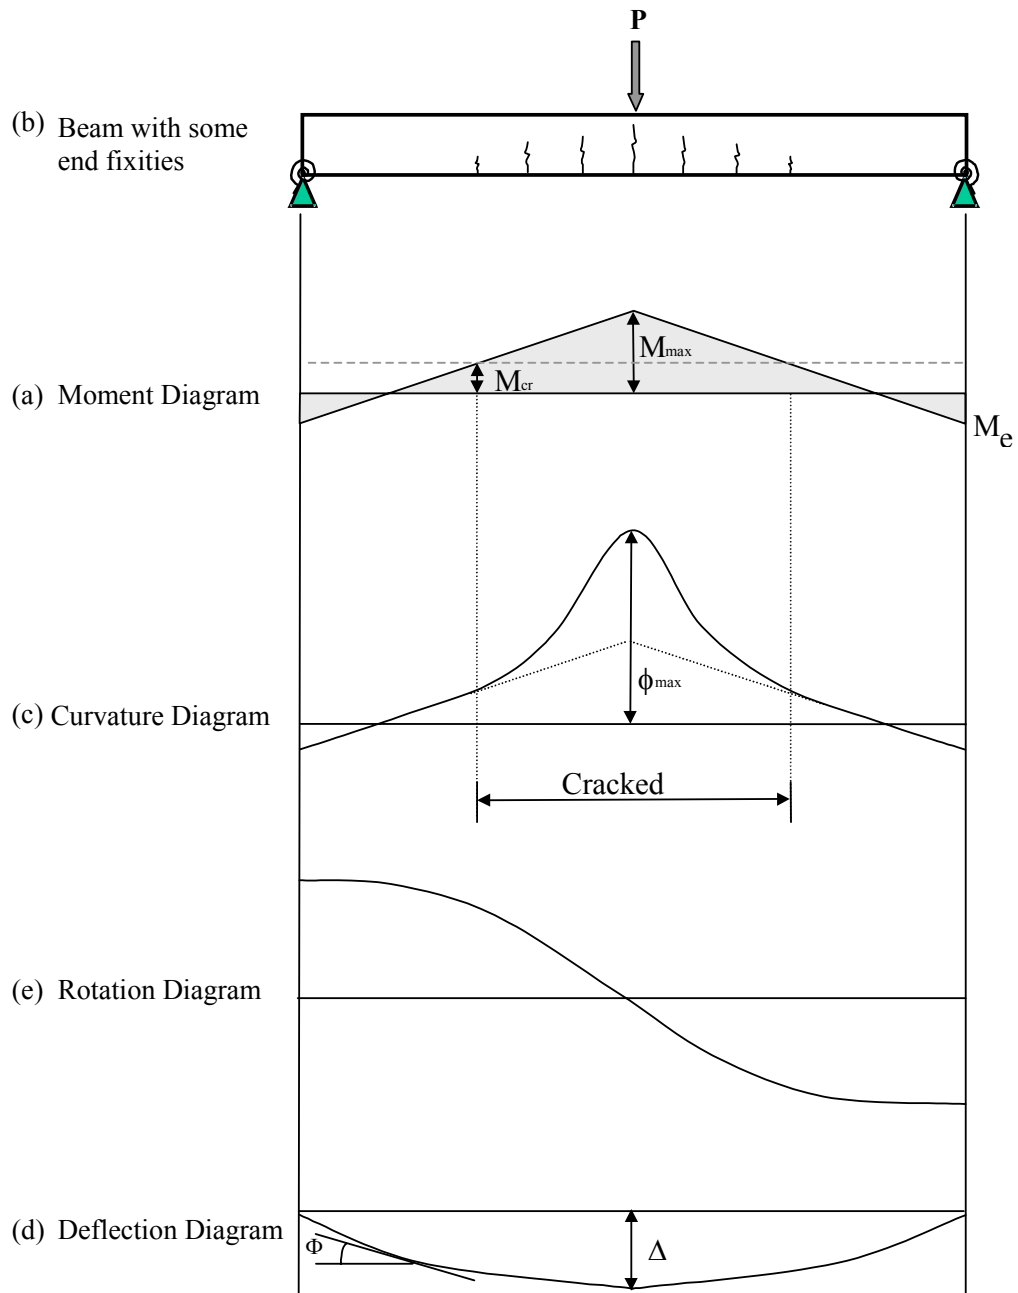 P
(b) Beam with some
end fixities
Mmax
Mcr
(a) Moment Diagram
Me
ϕmax
(c) Curvature Diagram
Cracked
(e) Rotation Diagram
(d) Deflection Diagram
Φ
Δ